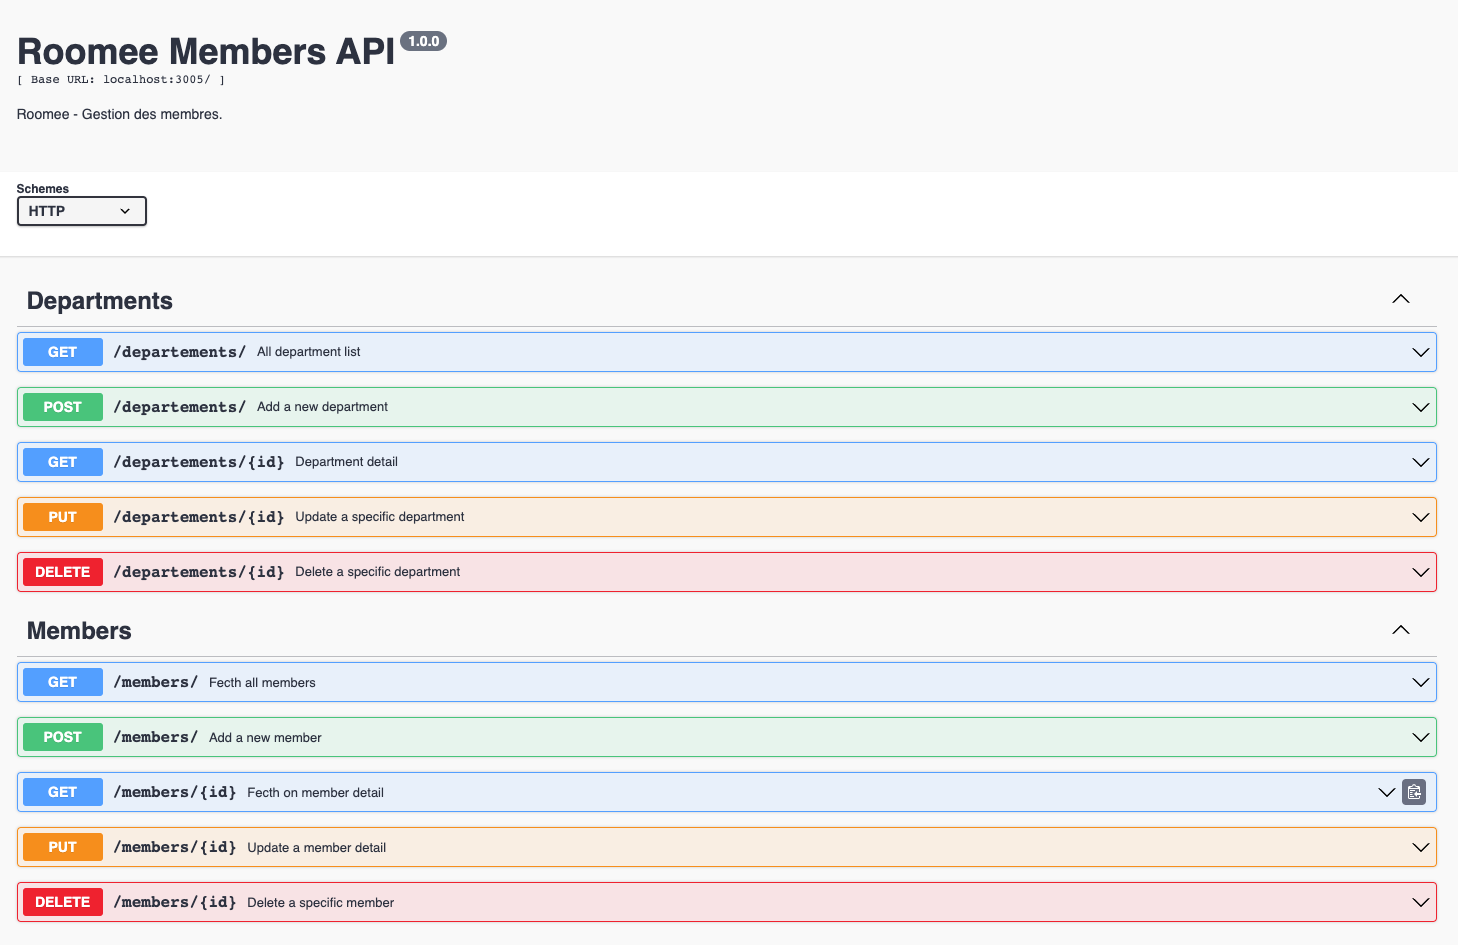 Roomee Members API 1.0.0
[ Base URL: localhost:3005/ ]
Roomee - Gestion des membres.
Schemes
HTTP
Departments
GET /departements/ All department list
POST /departements/ Add a new department
GET /departements/{id} Department detail
PUT /departements/{id} Update a specific department
DELETE /departements/{id} Delete a specific department
Members
GET /members/ Fecth all members
POST /members/ Add a new member
GET /members/{id} Fecth on member detail
PUT /members/{id} Update a member detail
DELETE /members/{id} Delete a specific member